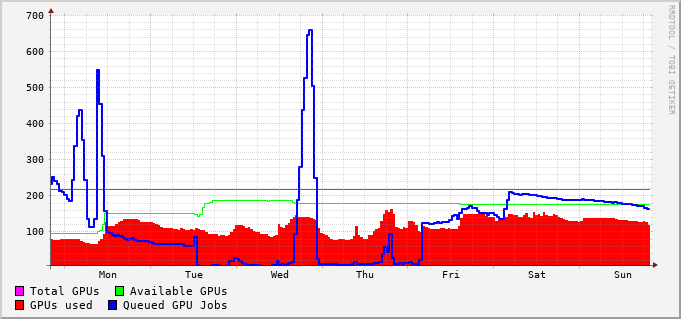 700
600
500
400
300
200
100
Mon Tue Wed Thu Fri Sat Sun
Total GPUs Available GPUs
GPUs used Queued GPU Jobs
RRDTOOL / TOBI OETIKER